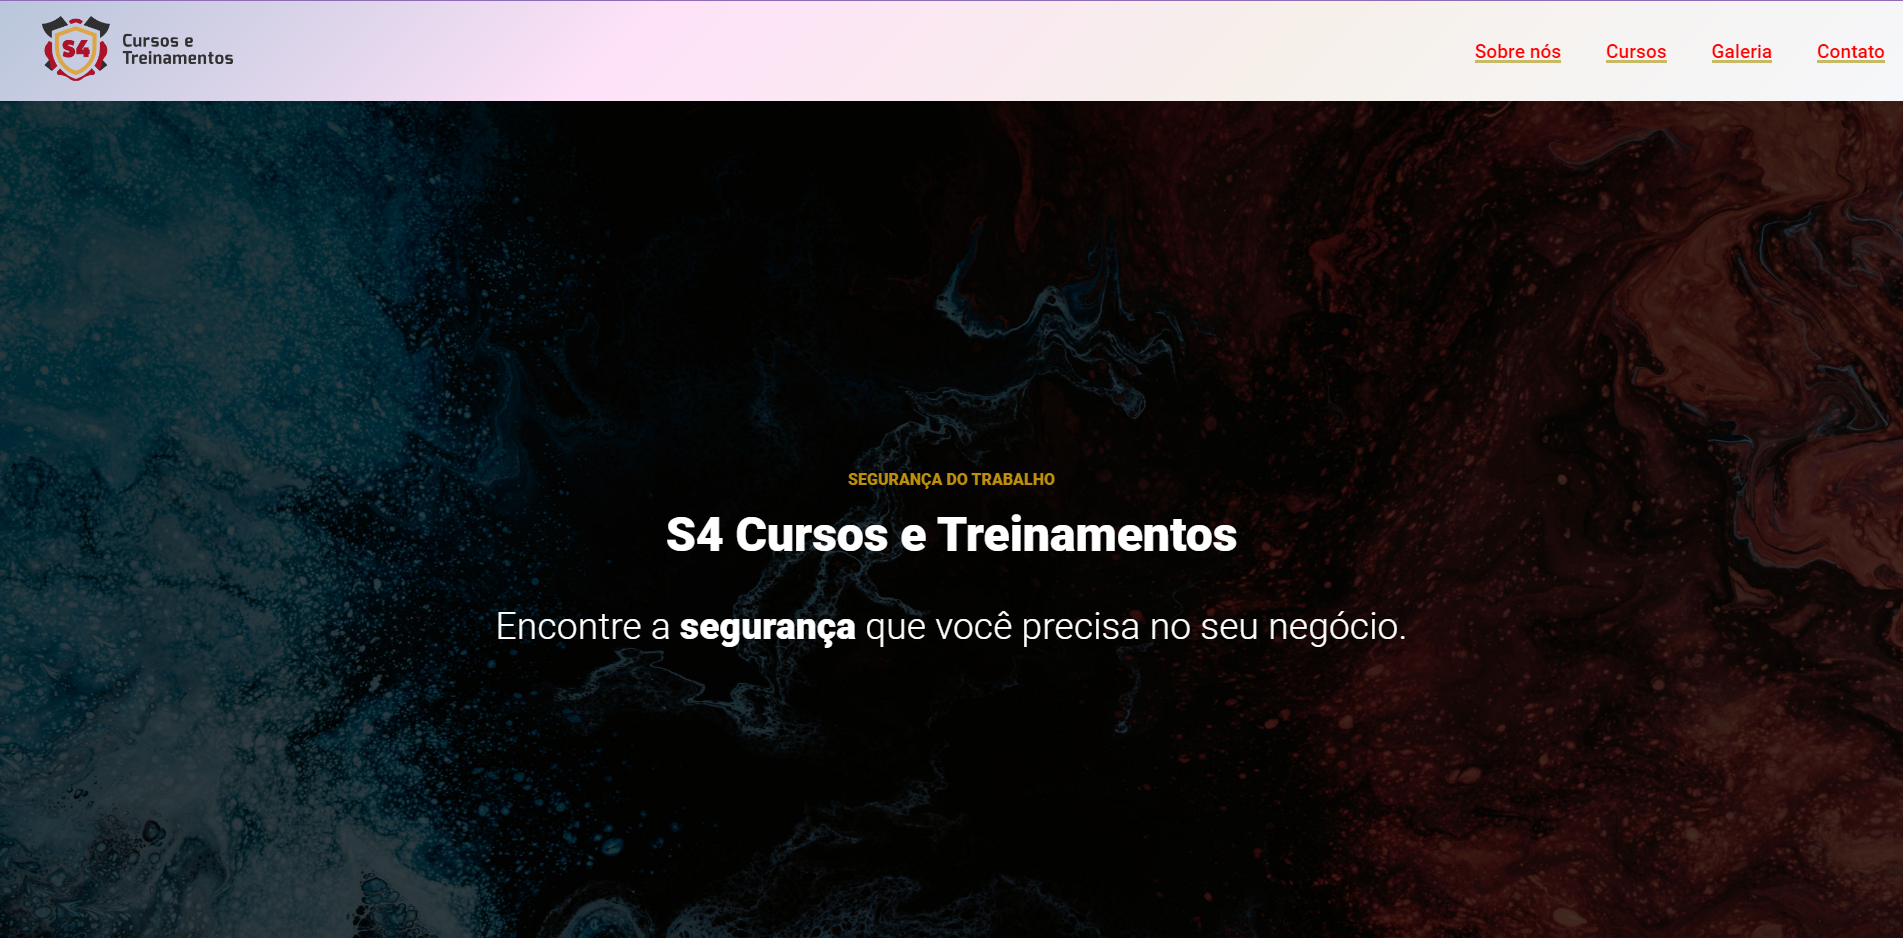 S4
Cursos e
Treinamentos
Sobre nós
Cursos
Galeria
Contato
SEGURANÇA DO TRABALHO
S4 Cursos e Treinamentos
Encontre a segurança que você precisa no seu negócio.